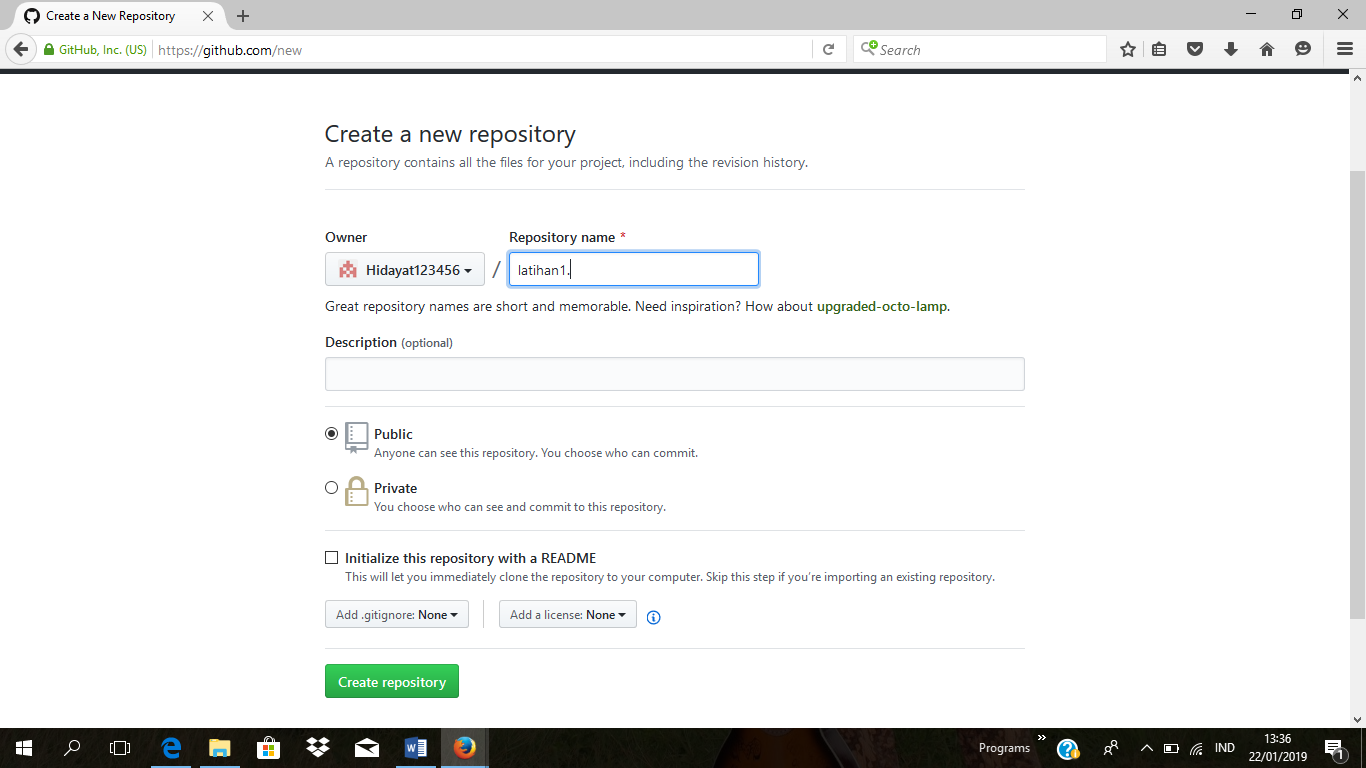 Create a New Repository
GitHub, Inc. (US)
https://github.com/new
Search
Create a new repository
A repository contains all the files for your project, including the revision history.
Owner
Repository name *
Hidayat123456
/
latihan1.
Great repository names are short and memorable. Need inspiration? How about upgraded-octo-lamp.
Description (optional)
Public
Anyone can see this repository. You choose who can commit.
Private
You choose who can see and commit to this repository.
Initialize this repository with a README
This will let you immediately clone the repository to your computer. Skip this step if you're importing an existing repository.
Add .gitignore: None
Add a license: None
Create repository
Programs
IND
13:36
22/01/2019
1